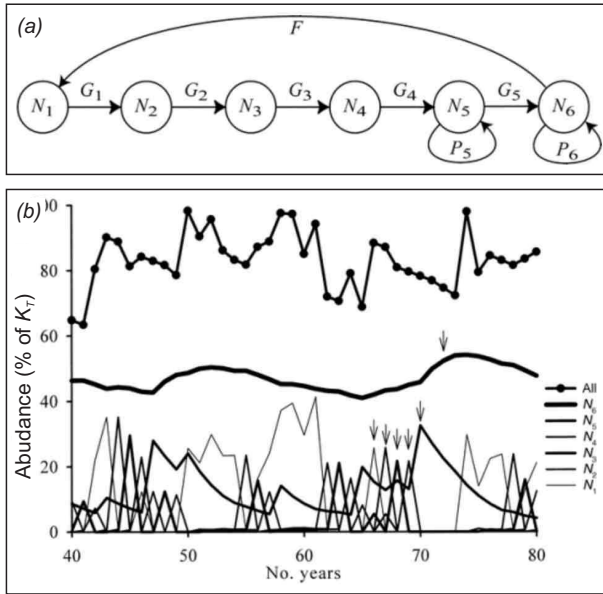 (a)
F
N1 G1 N2 G2 N3 G3 N4 G4 N5 G5 N6
P5 P6
(b)
)0
80
60
40
20
0
Abudance (% of KT)
40 50 60 70 80
No. years
All
N6
N5
N4
N3
N2
N1